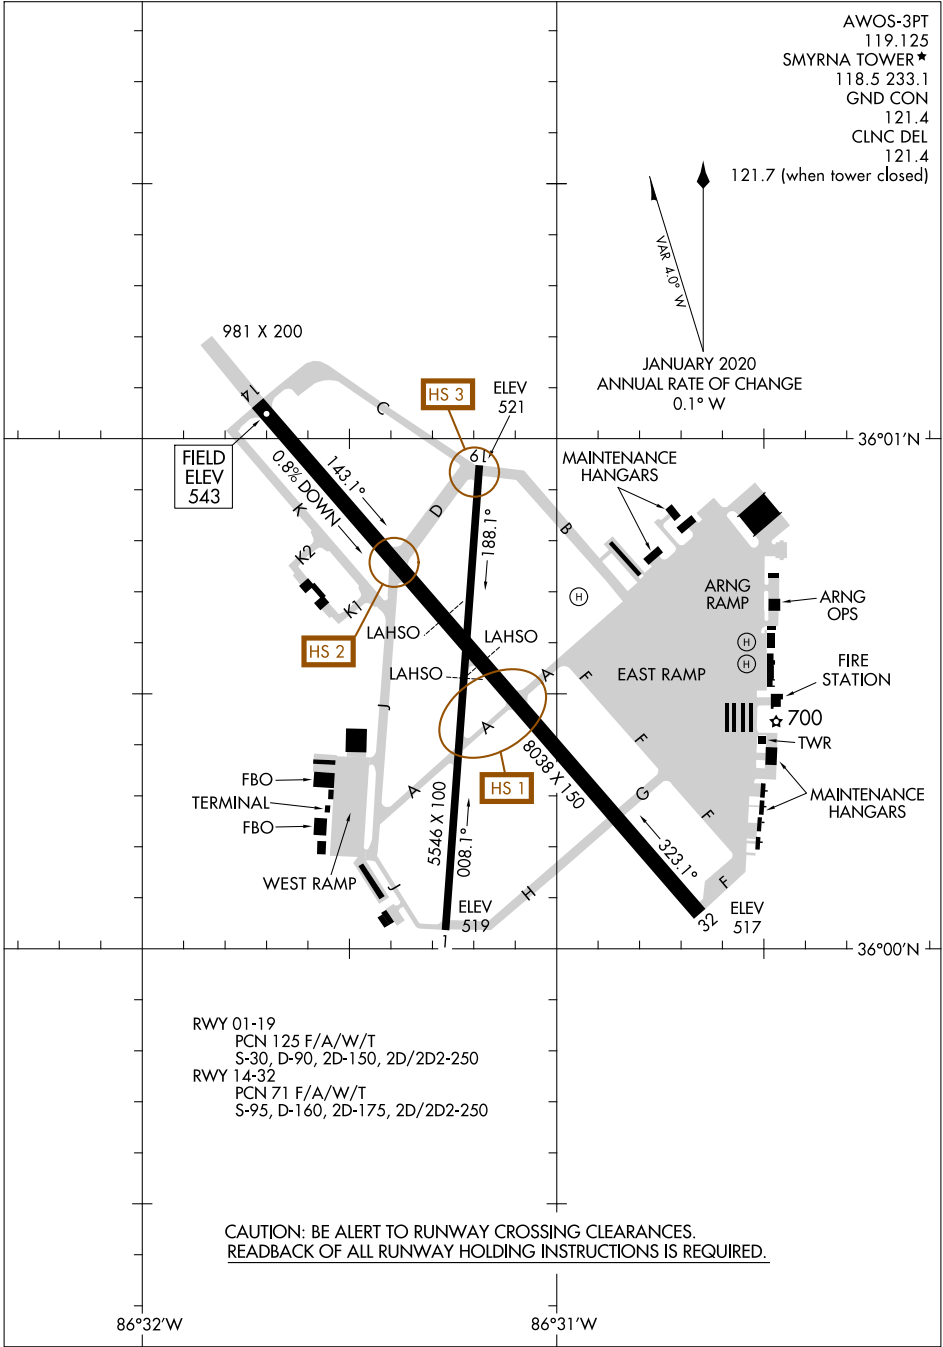 AWOS-3PT
119.125
SMYRNA TOWER★
118.5 233.1
GND CON
121.4
CLNC DEL
121.4
121.7 (when tower closed)
VAR 4.0° W
JANUARY 2020
ANNUAL RATE OF CHANGE
0.1° W
981 X 200
14
C
HS 3
ELEV
521
36°01'N
FIELD
ELEV
543
19
143.1°
0.8% DOWN
K
D
188.1°
B
MAINTENANCE
HANGARS
K2
K1
HS 2
LAHSO
LAHSO
LAHSO
H
ARNG
RAMP
ARNG
OPS
H
H
EAST RAMP
FIRE
STATION
700
TWR
MAINTENANCE
HANGARS
A
F
F
F
F
A
A
J
8038 X 150
HS 1
G
FBO
TERMINAL
FBO
5546 X 100
008.1°
323.1°
WEST RAMP
J
H
ELEV
519
1
32
ELEV
517
36°00'N
RWY 01-19
PCN 125 F/A/W/T
S-30, D-90, 2D-150, 2D/2D2-250
RWY 14-32
PCN 71 F/A/W/T
S-95, D-160, 2D-175, 2D/2D2-250
CAUTION: BE ALERT TO RUNWAY CROSSING CLEARANCES.
READBACK OF ALL RUNWAY HOLDING INSTRUCTIONS IS REQUIRED.
86°32'W
86°31'W